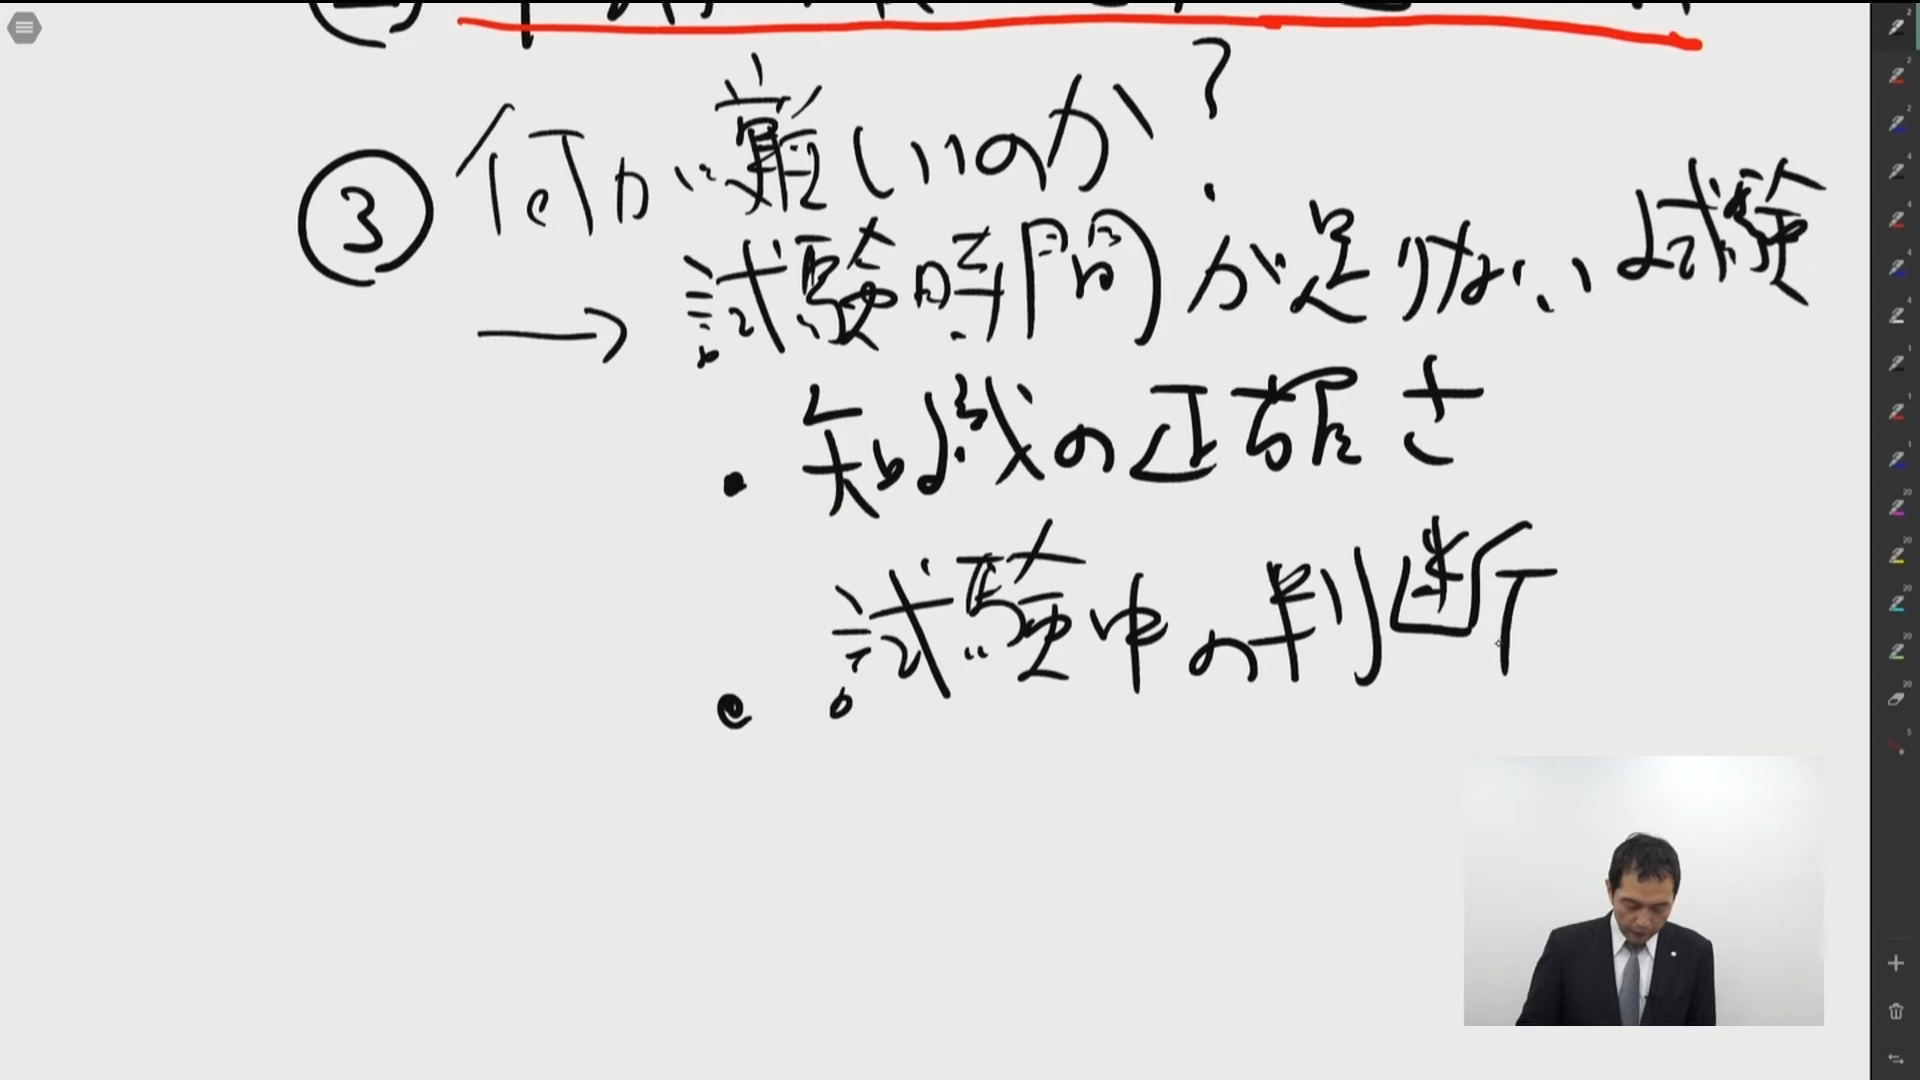 ③ 何が難しいのか?
→ 試験時間が足りない試験
・知識の正確さ
・試験中の判断